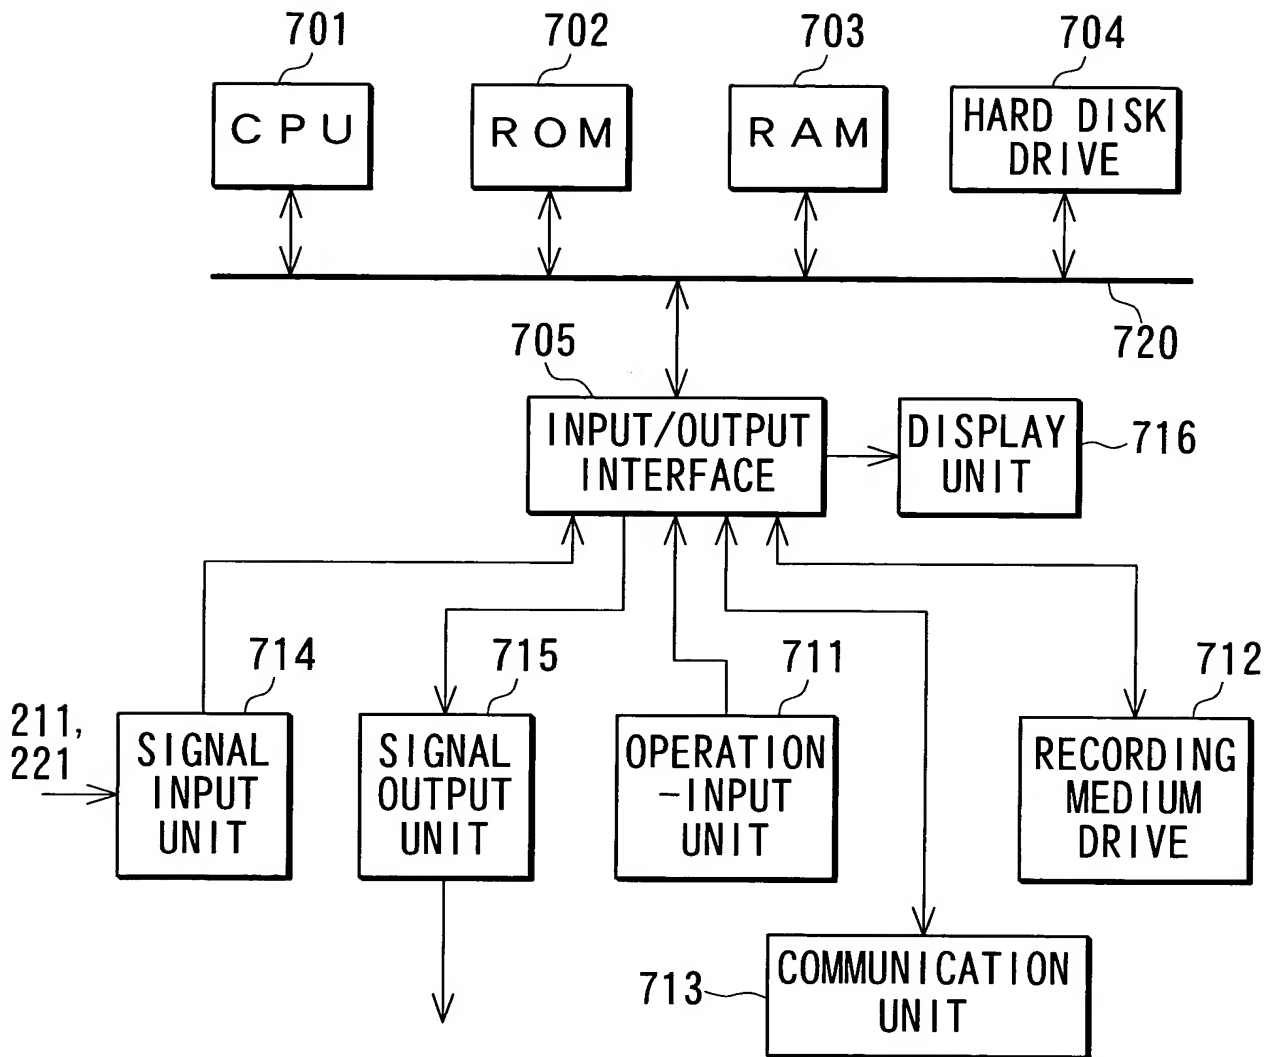 701
702
703
704
CPU
ROM
RAM
HARD DISK
DRIVE
720
705
INPUT/OUTPUT
INTERFACE
DISPLAY
UNIT
716
714
715
711
712
211,
221
SIGNAL
INPUT
UNIT
SIGNAL
OUTPUT
UNIT
OPERATION
-INPUT
UNIT
RECORDING
MEDIUM
DRIVE
713
COMMUNICATION
UNIT